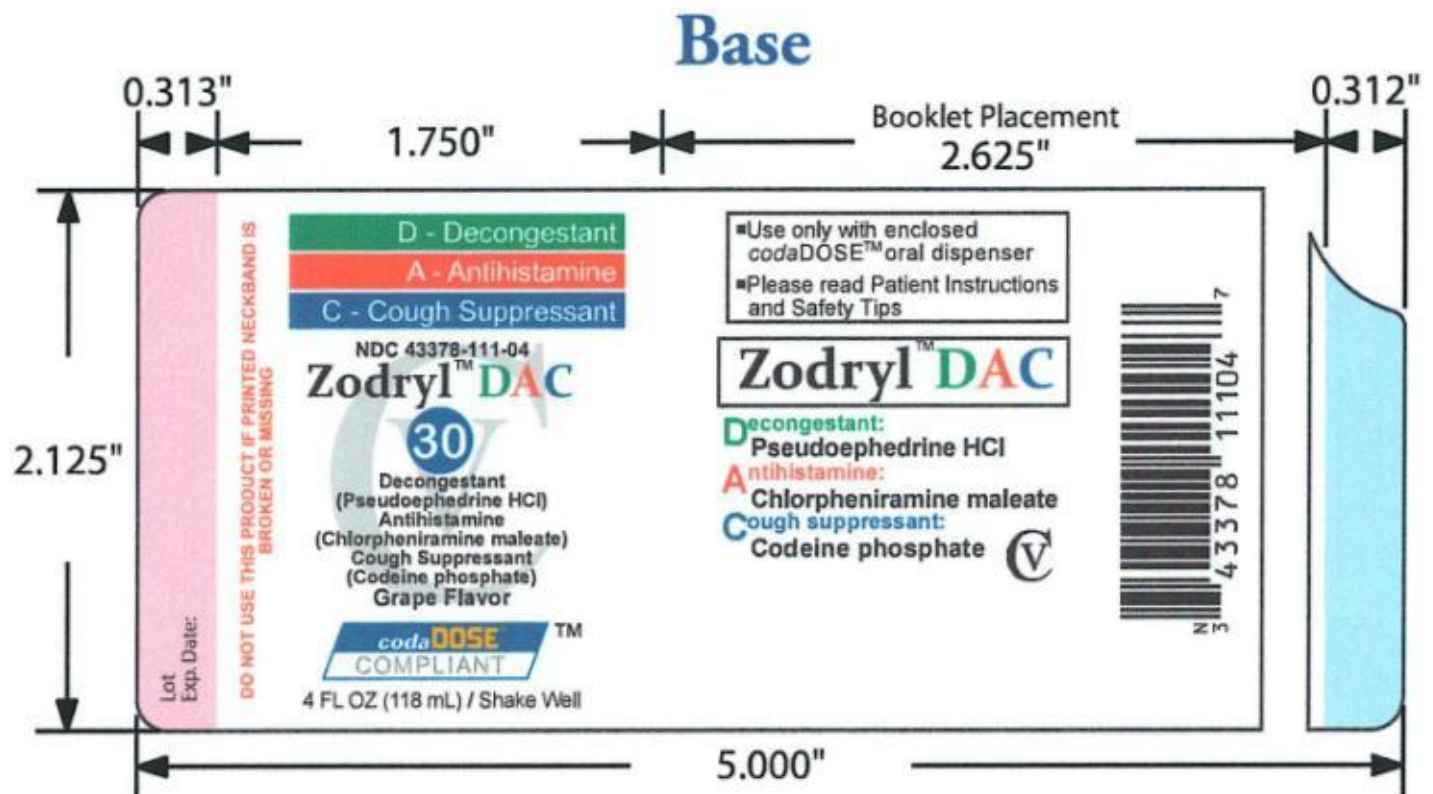 Base
0.313"
1.750"
Booklet Placement
2.625"
0.312"
2.125"
5.000"
Lot
Exp. Date:
DO NOT USE THIS PRODUCT IF PRINTED NECKBAND IS
BROKEN OR MISSING
D - Decongestant
A - Antihistamine
C - Cough Suppressant
NDC 43378-111-04
Zodryl™ DAC
CV
30
Decongestant
(Pseudoephedrine HCl)
Antihistamine
(Chlorpheniramine maleate)
Cough Suppressant
(Codeine phosphate)
Grape Flavor
codaDOSE ™
COMPLIANT
4 FL OZ (118 mL) / Shake Well
▪Use only with enclosed
codaDOSE™ oral dispenser
▪Please read Patient Instructions
and Safety Tips
Zodryl™ DAC
Decongestant:
Pseudoephedrine HCl
Antihistamine:
Chlorpheniramine maleate
Cough suppressant:
Codeine phosphate CV
N
3 43378 11104 7